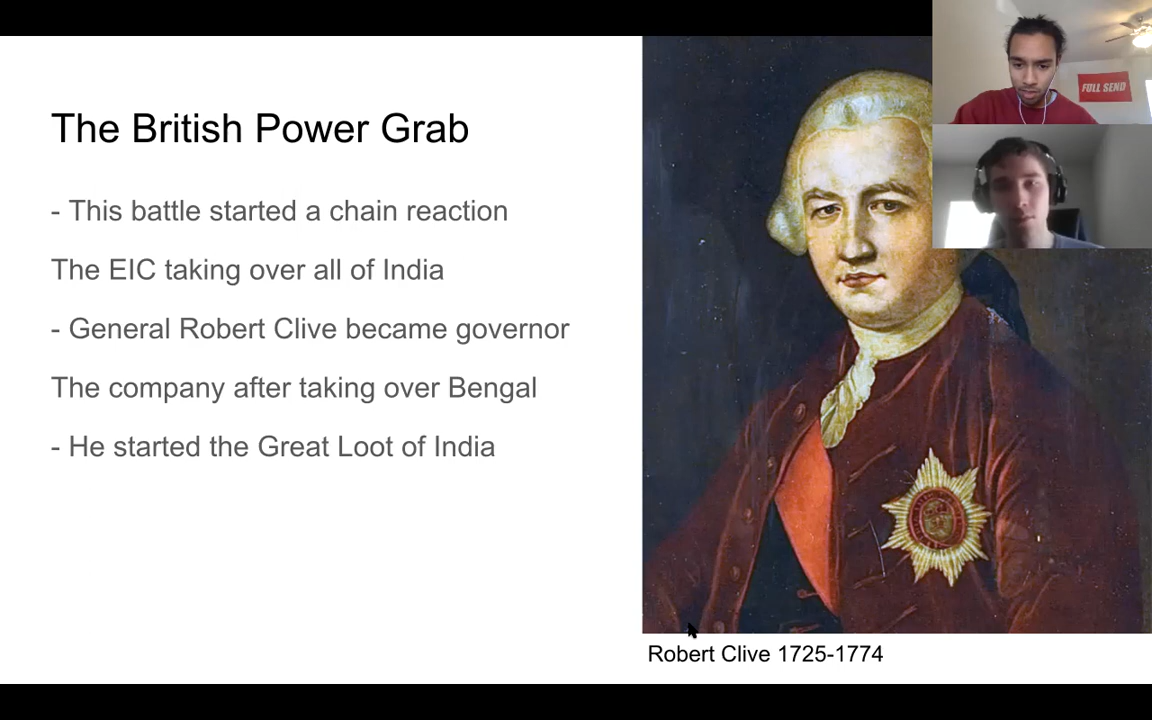 The British Power Grab
- This battle started a chain reaction
The EIC taking over all of India
- General Robert Clive became governor
The company after taking over Bengal
- He started the Great Loot of India
Robert Clive 1725-1774
FULL SEND